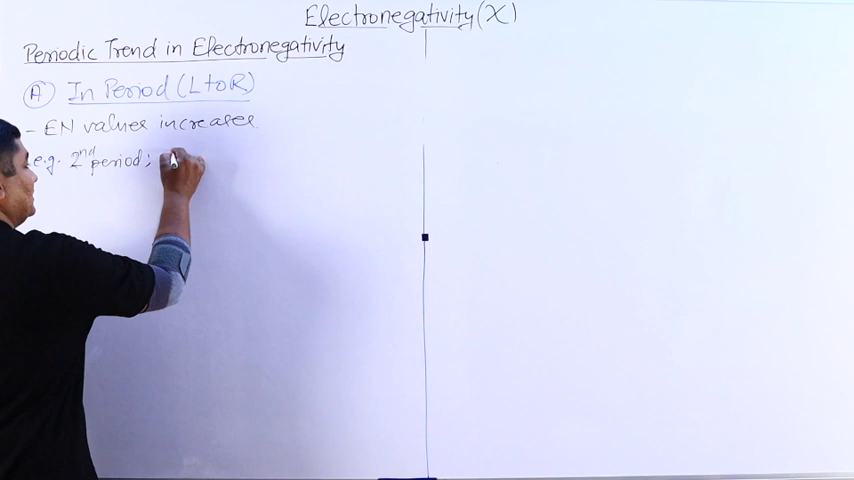 Electronegativity (X)
Periodic Trend in Electronegativity
A In Period (L to R)
- EN values increases.
e.g. 2nd period;